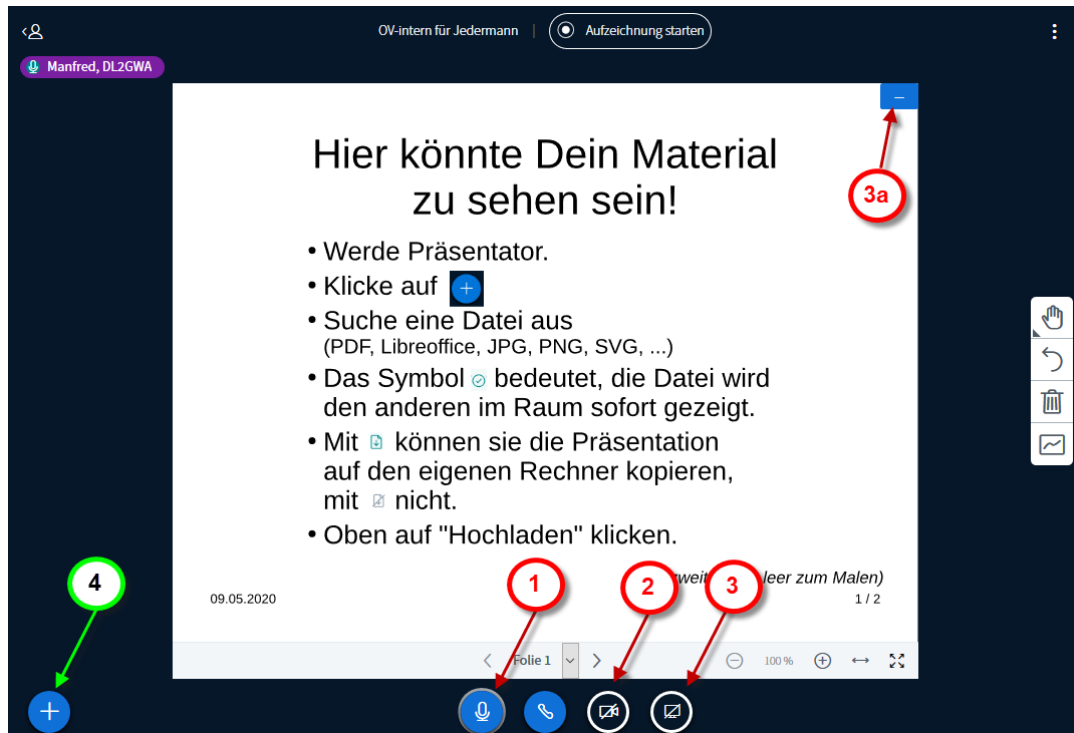 OV-intern für Jedermann | Aufzeichnung starten
Manfred, DL2GWA
Hier könnte Dein Material
zu sehen sein!
3a
• Werde Präsentator.
• Klicke auf
• Suche eine Datei aus
(PDF, Libreoffice, JPG, PNG, SVG, ...)
• Das Symbol bedeutet, die Datei wird
den anderen im Raum sofort gezeigt.
• Mit können sie die Präsentation
auf den eigenen Rechner kopieren,
mit nicht.
• Oben auf "Hochladen" klicken.
4
1
2
3
leer zum Malen)
09.05.2020
1 / 2
Folie 1
100 %